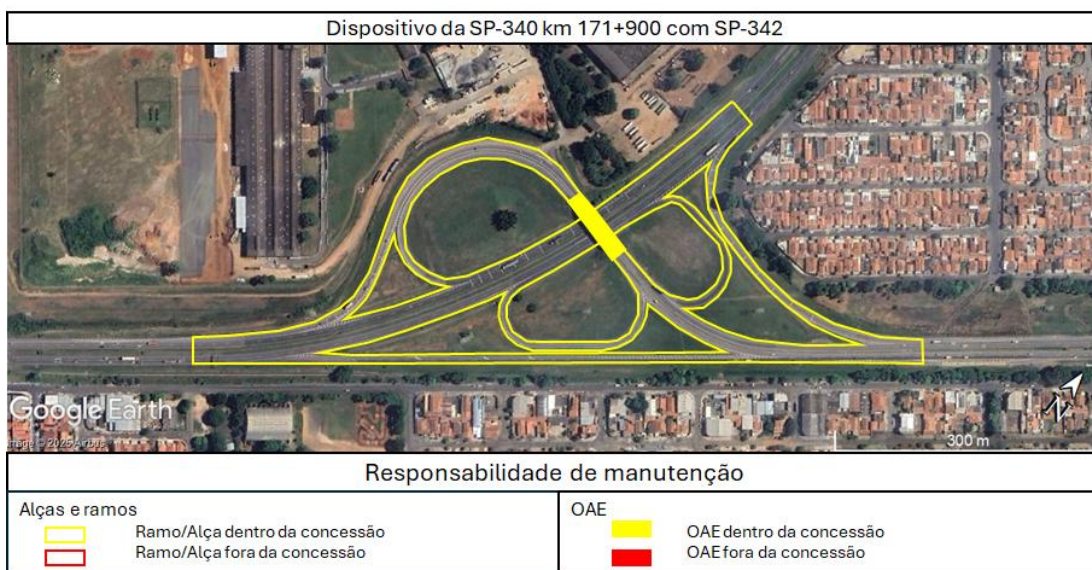 Dispositivo da SP-340 km 171+900 com SP-342
Google Earth
Image © 2025 Airbus
N
300 m
Responsabilidade de manutenção
Alças e ramos
Ramo/Alça dentro da concessão
Ramo/Alça fora da concessão
OAE
OAE dentro da concessão
OAE fora da concessão